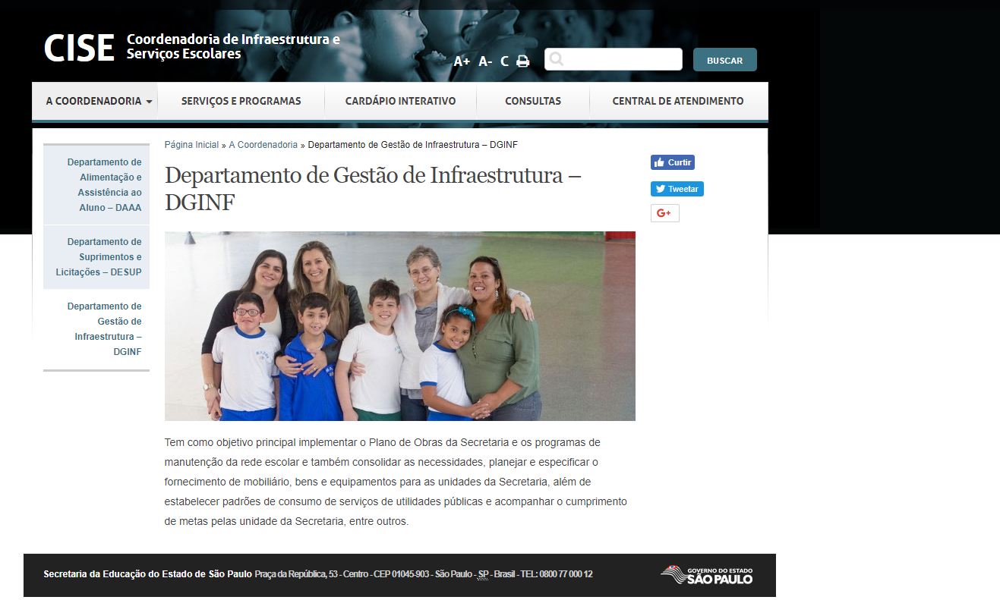 CISE
Coordenadoria de Infraestrutura e
Serviços Escolares
A+ A- C
BUSCAR
A COORDENADORIA
SERVIÇOS E PROGRAMAS
CARDÁPIO INTERATIVO
CONSULTAS
CENTRAL DE ATENDIMENTO
Departamento de
Alimentação e
Assistência ao
Aluno – DAAA
Departamento de
Suprimentos e
Licitações – DESUP
Departamento de
Gestão de
Infraestrutura –
DGINF
Página Inicial » A Coordenadoria » Departamento de Gestão de Infraestrutura – DGINF
Departamento de Gestão de Infraestrutura –
DGINF
Tem como objetivo principal implementar o Plano de Obras da Secretaria e os programas de
manutenção da rede escolar e também consolidar as necessidades, planejar e especificar o
fornecimento de mobiliário, bens e equipamentos para as unidades da Secretaria, além de
estabelecer padrões de consumo de serviços de utilidades públicas e acompanhar o cumprimento
de metas pelas unidade da Secretaria, entre outros.
Curtir
Tweetar
G+
Secretaria da Educação do Estado de São Paulo Praça da República, 53 - Centro - CEP 01045-903 - São Paulo - SP - Brasil - TEL: 0800 77 000 12
GOVERNO DO ESTADO
SÃO PAULO